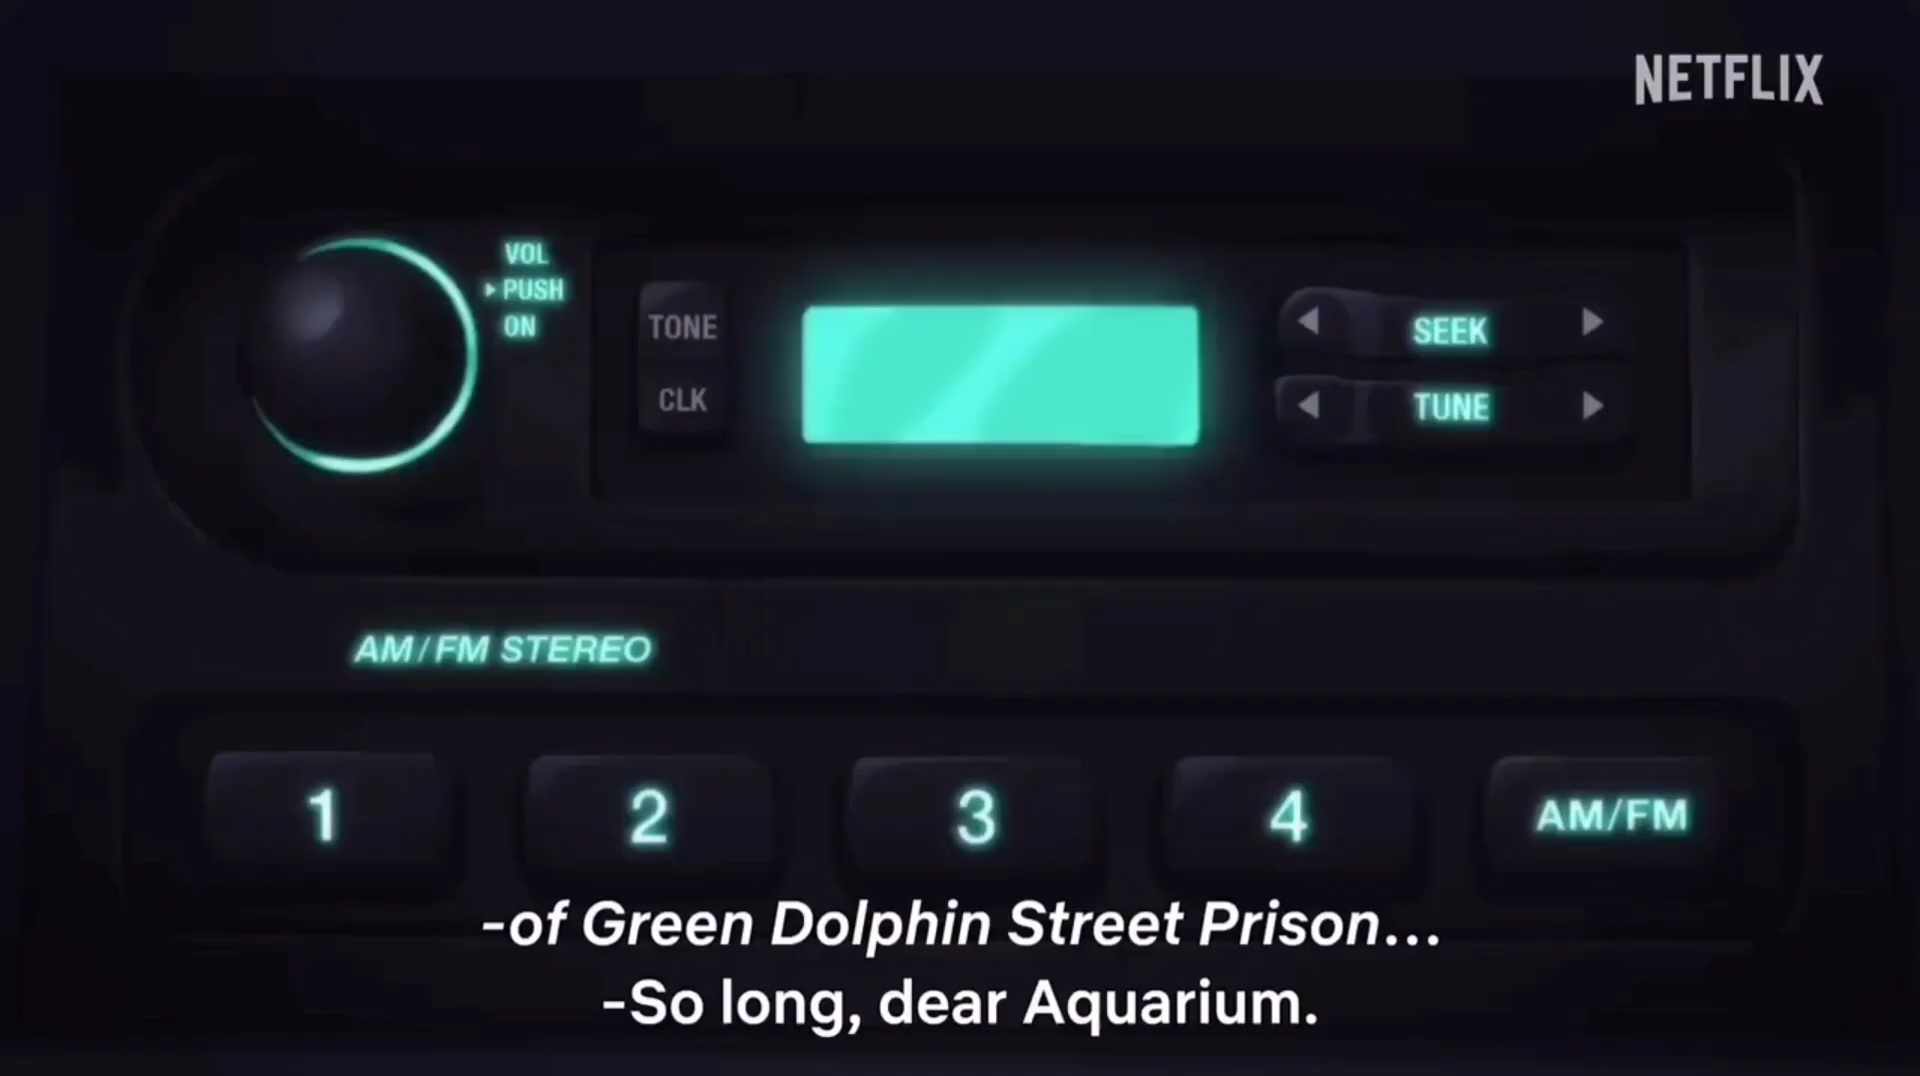 NETFLIX
VOL
PUSH
ON
TONE
CLK
SEEK
TUNE
AM/FM STEREO
1 2 3 4 AM/FM
-of Green Dolphin Street Prison...
-So long, dear Aquarium.